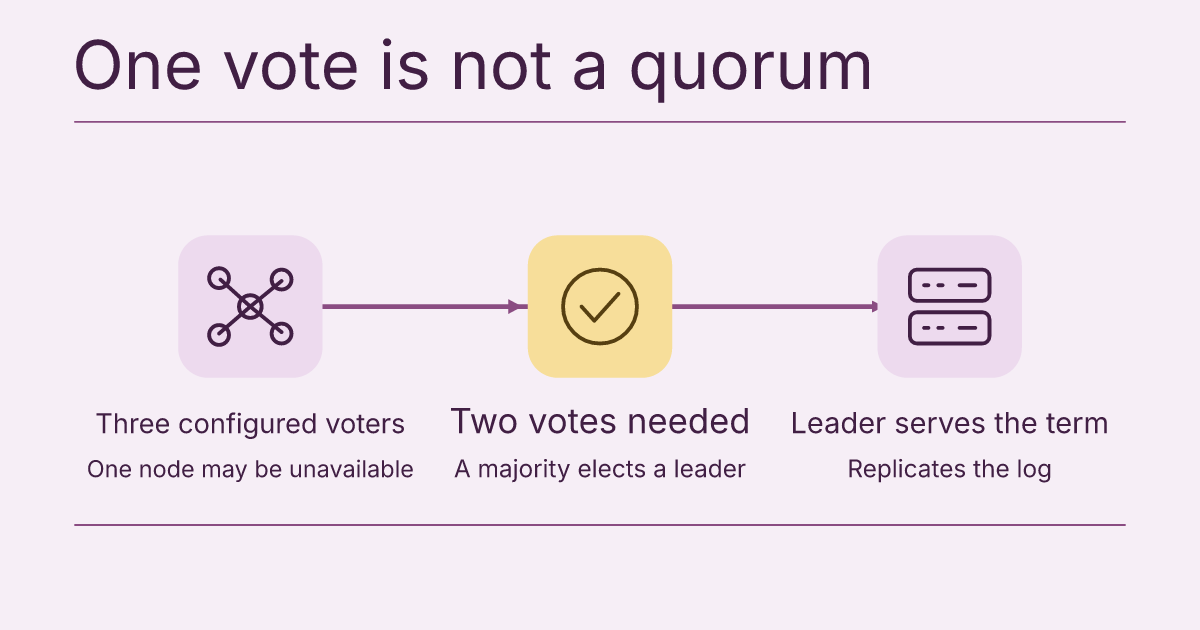 One vote is not a quorum
Three configured voters
One node may be unavailable
Two votes needed
A majority elects a leader
Leader serves the term
Replicates the log